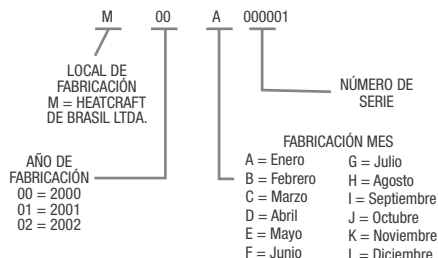 M 00 A 000001
LOCAL DE
FABRICACIÓN
M = HEATCRAFT
DE BRASIL LTDA.
NÚMERO DE
SERIE
AÑO DE
FABRICACIÓN
00 = 2000
01 = 2001
02 = 2002
FABRICACIÓN MES
A = Enero
B = Febrero
C = Marzo
D = Abril
E = Mayo
F = Junio
G = Julio
H = Agosto
I = Septiembre
J = Octubre
K = Noviembre
L = Diciembre